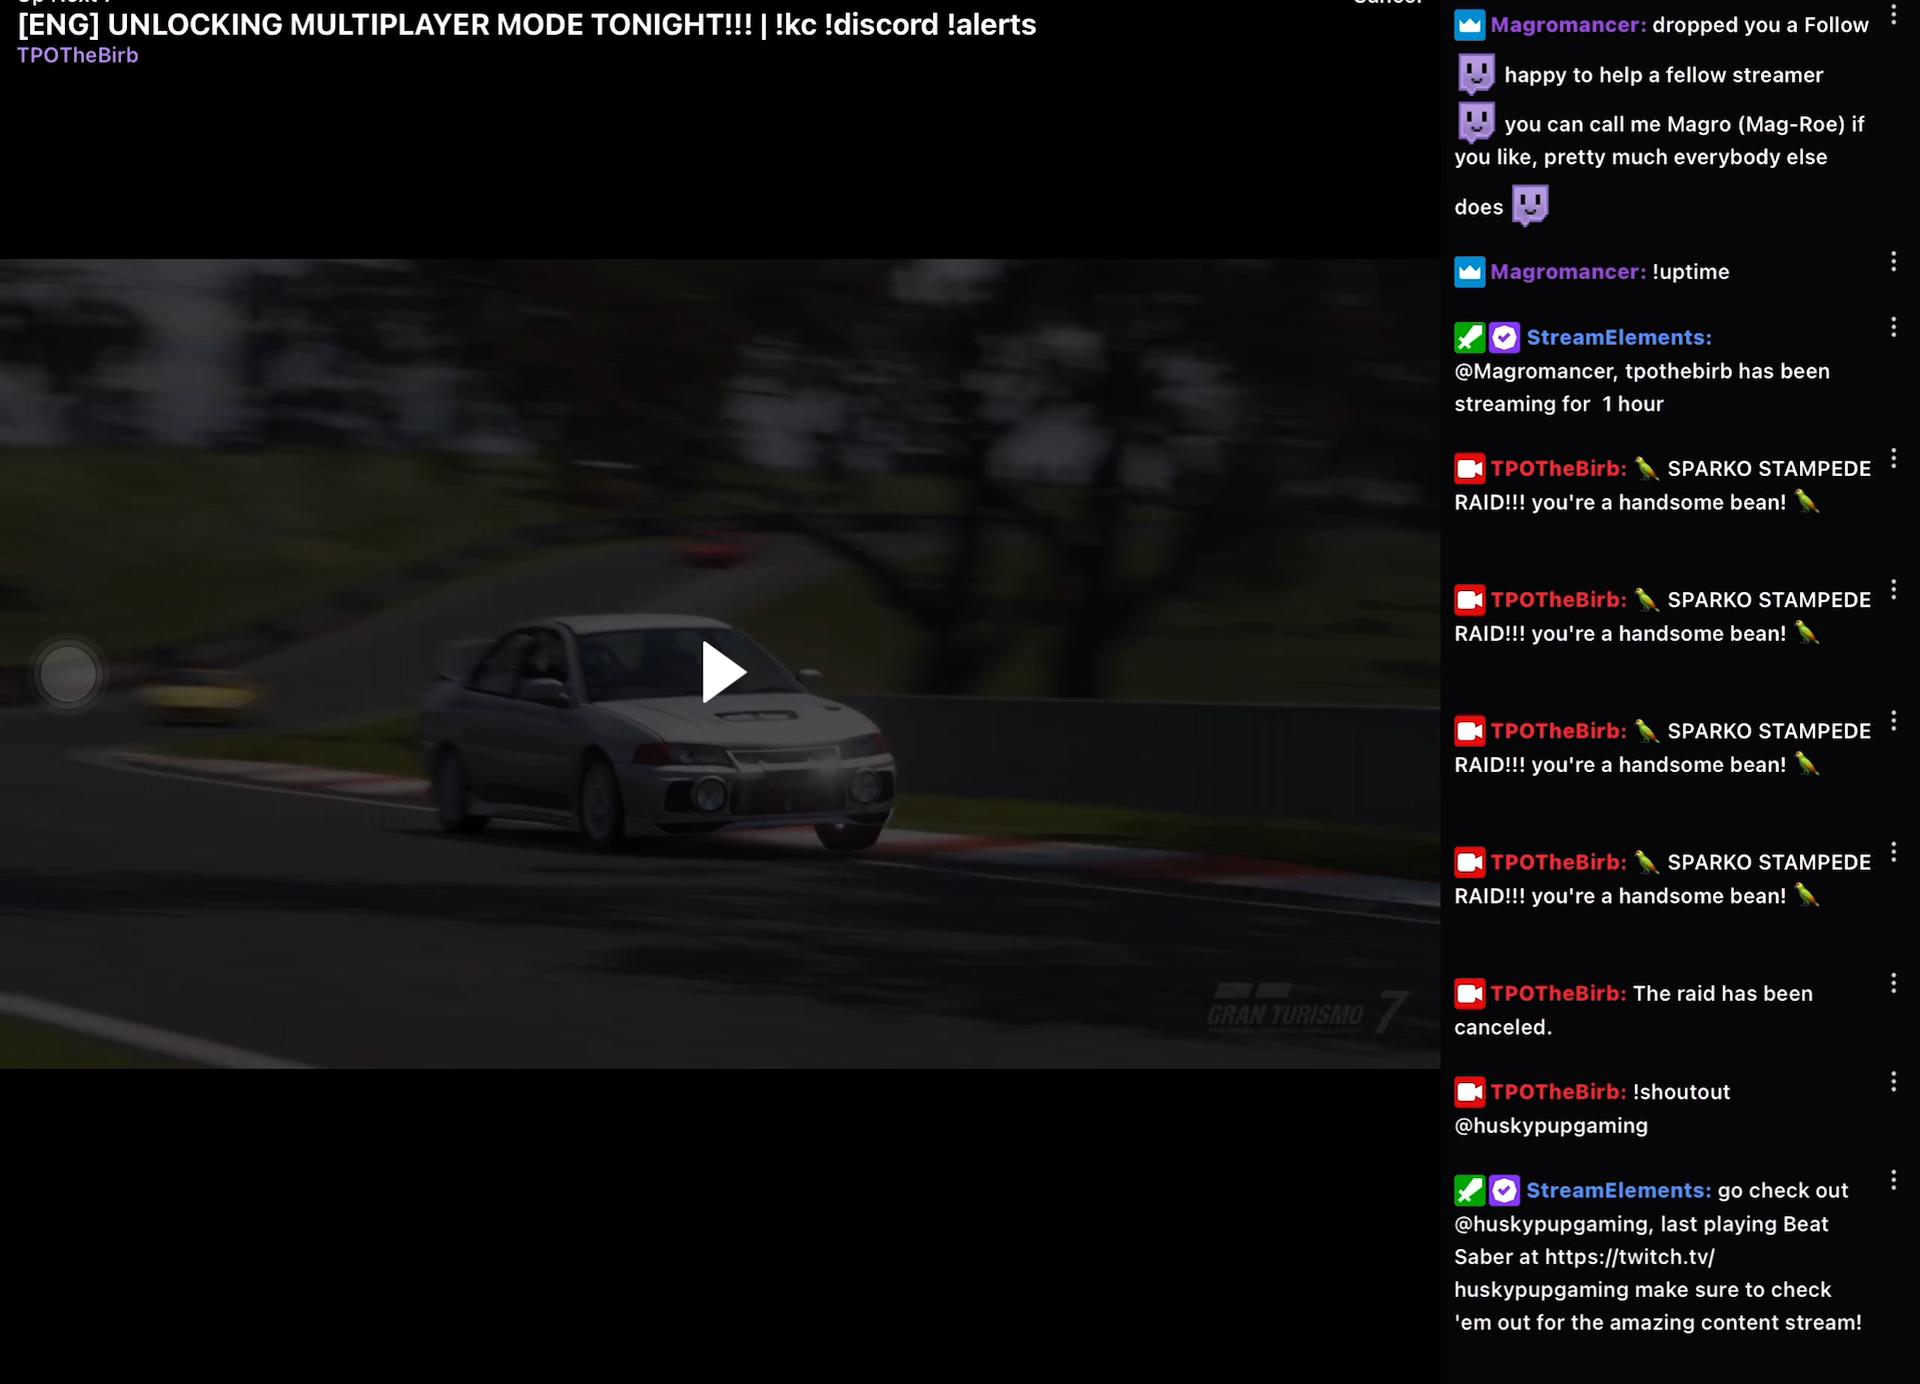 [ENG] UNLOCKING MULTIPLAYER MODE TONIGHT!!! | !kc !discord !alerts
TPOTheBirb
GRAN TURISMO 7
Magromancer: dropped you a Follow
happy to help a fellow streamer
you can call me Magro (Mag-Roe) if
you like, pretty much everybody else
does
Magromancer: !uptime
StreamElements:
@Magromancer, tpothebirb has been
streaming for 1 hour
TPOTheBirb: SPARKO STAMPEDE
RAID!!! you're a handsome bean!
TPOTheBirb: SPARKO STAMPEDE
RAID!!! you're a handsome bean!
TPOTheBirb: SPARKO STAMPEDE
RAID!!! you're a handsome bean!
TPOTheBirb: SPARKO STAMPEDE
RAID!!! you're a handsome bean!
TPOTheBirb: The raid has been
canceled.
TPOTheBirb: !shoutout
@huskypupgaming
StreamElements: go check out
@huskypupgaming, last playing Beat
Saber at https://twitch.tv/
huskypupgaming make sure to check
'em out for the amazing content stream!